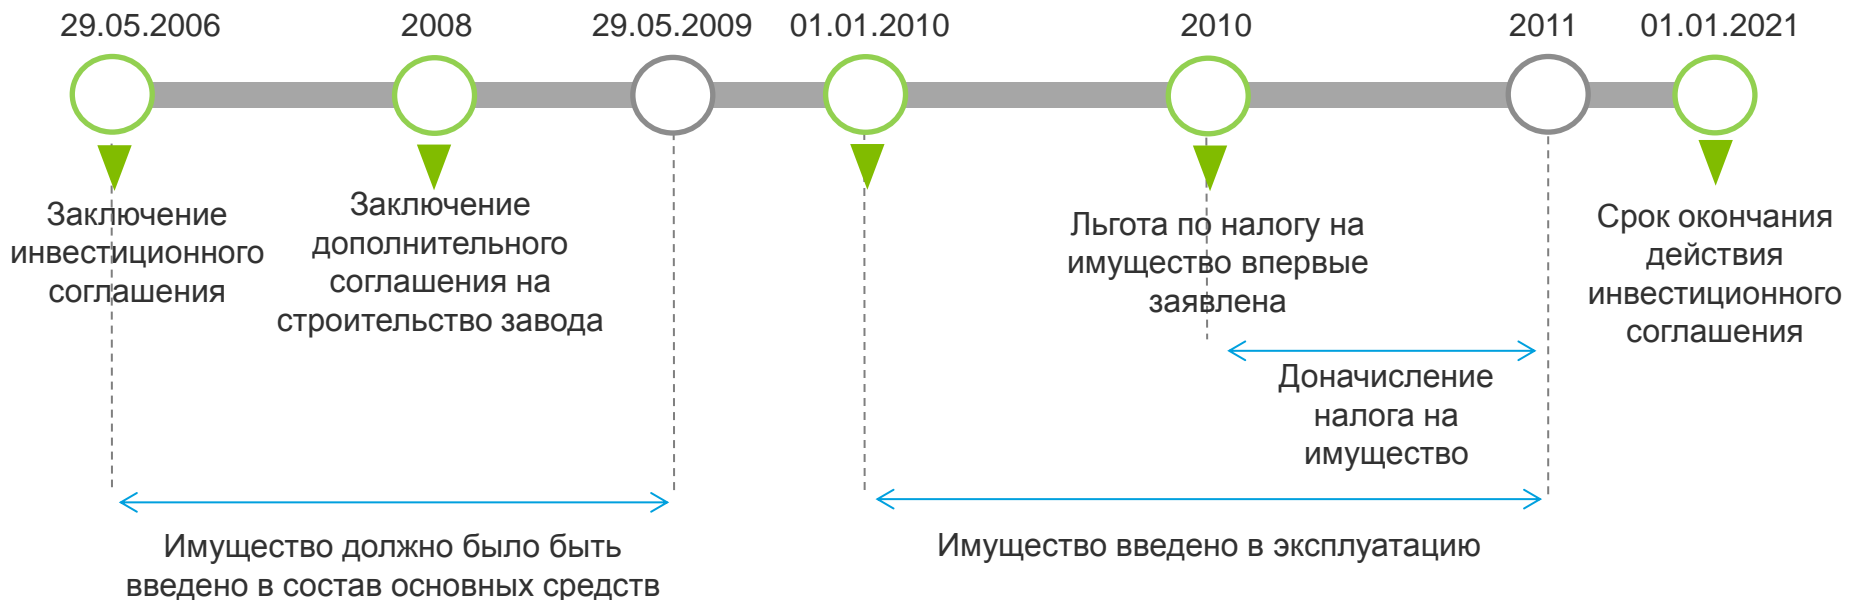 29.05.2006
2008
29.05.2009
01.01.2010
2010
2011
01.01.2021
Заключение
инвестиционного
соглашения
Заключение
дополнительного
соглашения на
строительство завода
Льгота по налогу на
имущество впервые
заявлена
Срок окончания
действия
инвестиционного
соглашения
Доначисление
налога на
имущество
Имущество должно было быть
введено в состав основных средств
Имущество введено в эксплуатацию